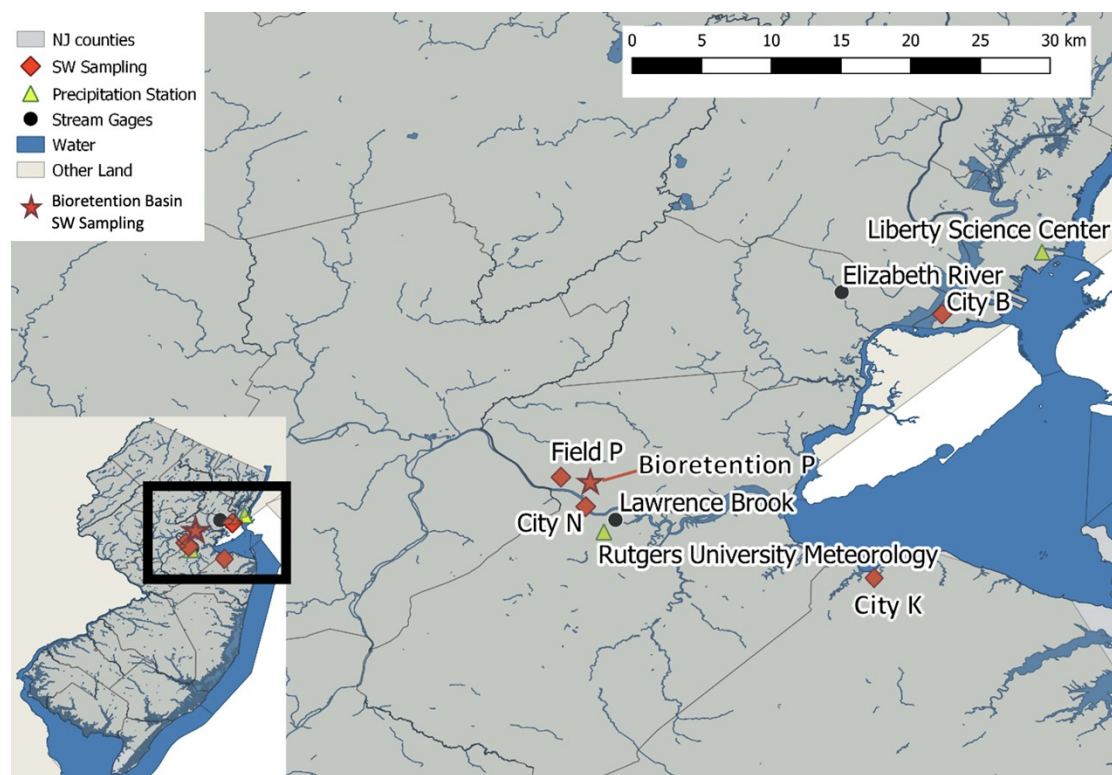 NJ counties
SW Sampling
Precipitation Station
Stream Gages
Water
Other Land
Bioretention Basin
SW Sampling
0 5 10 15 20 25 30 km
Liberty Science Center
Elizabeth River
City B
Field P
Bioretention P
Lawrence Brook
City N
Rutgers University Meteorology
City K